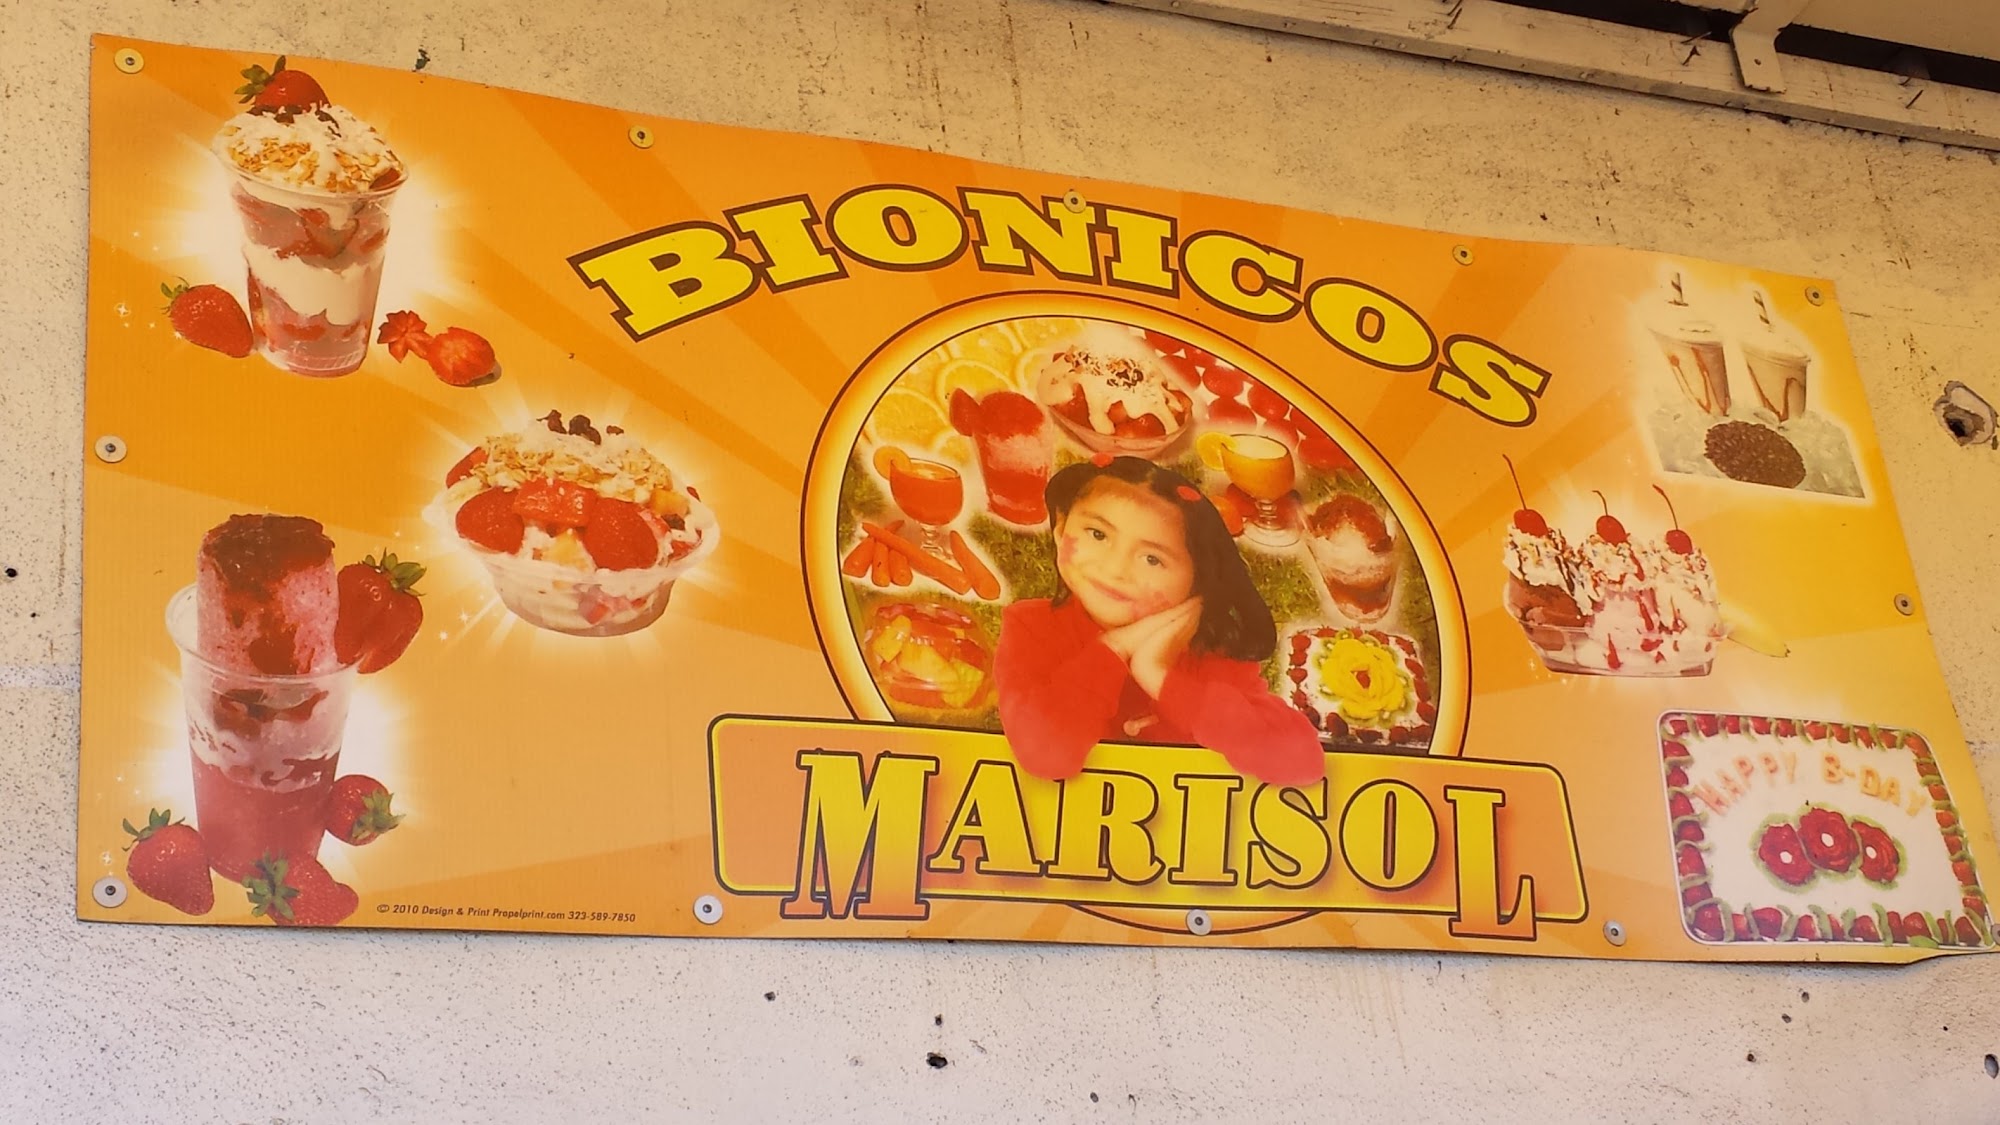 BIONICOS
MARISOL
HAPPY B-DAY
© 2010 Design & Print Propelprint.com 323-589-7850